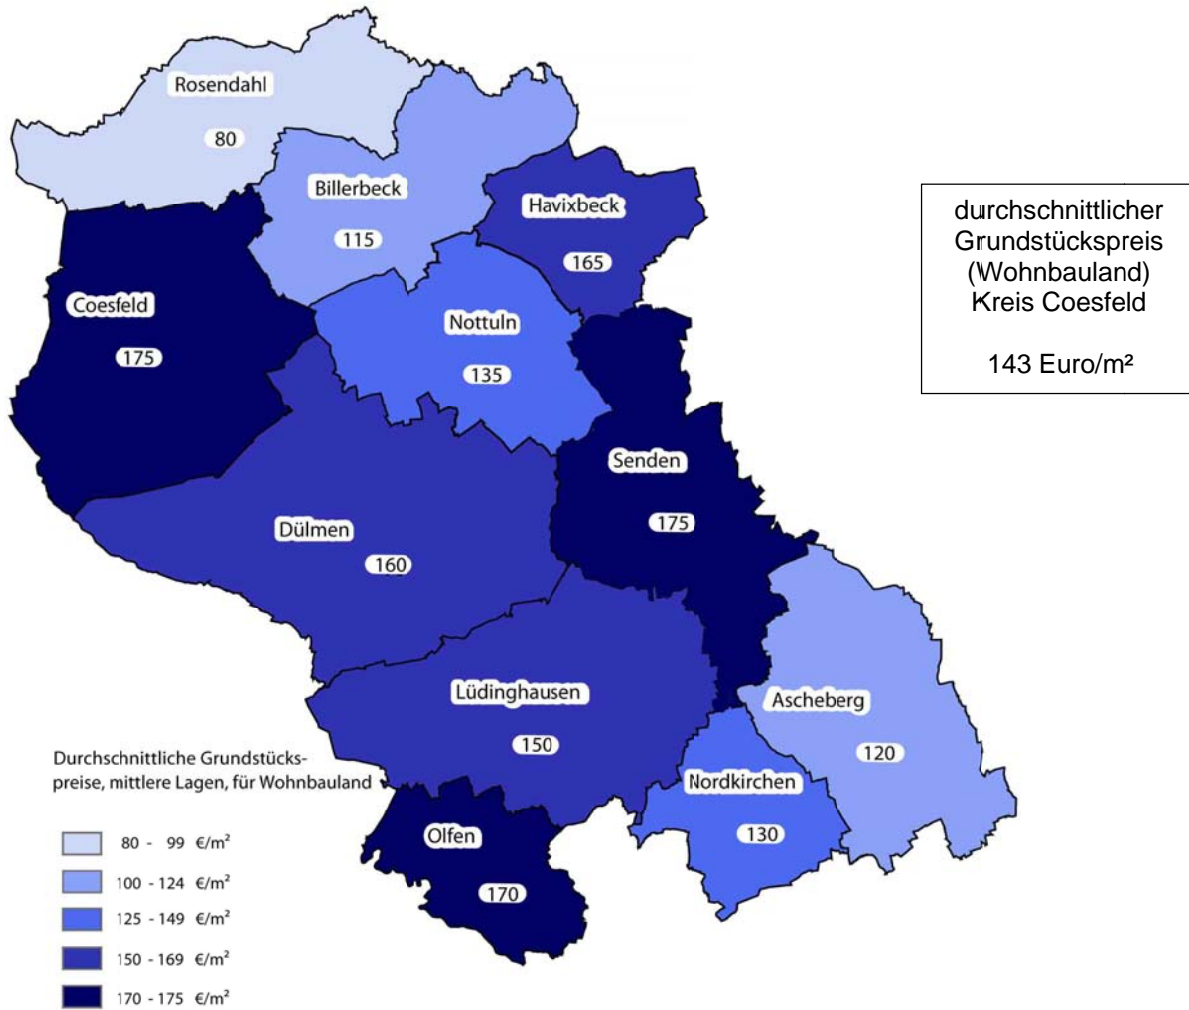 Rosendahl
80
Billerbeck
115
Havixbeck
165
Coesfeld
175
Nottuln
135
Senden
175
Dülmen
160
Lüdinghausen
150
Ascheberg
120
Nordkirchen
130
Olfen
170
durchschnittlicher
Grundstückspreis
(Wohnbauland)
Kreis Coesfeld
143 Euro/m²
Durchschnittliche Grundstücks-
preise, mittlere Lagen, für Wohnbauland
80 - 99 €/m²
100 - 124 €/m²
125 - 149 €/m²
150 - 169 €/m²
170 - 175 €/m²